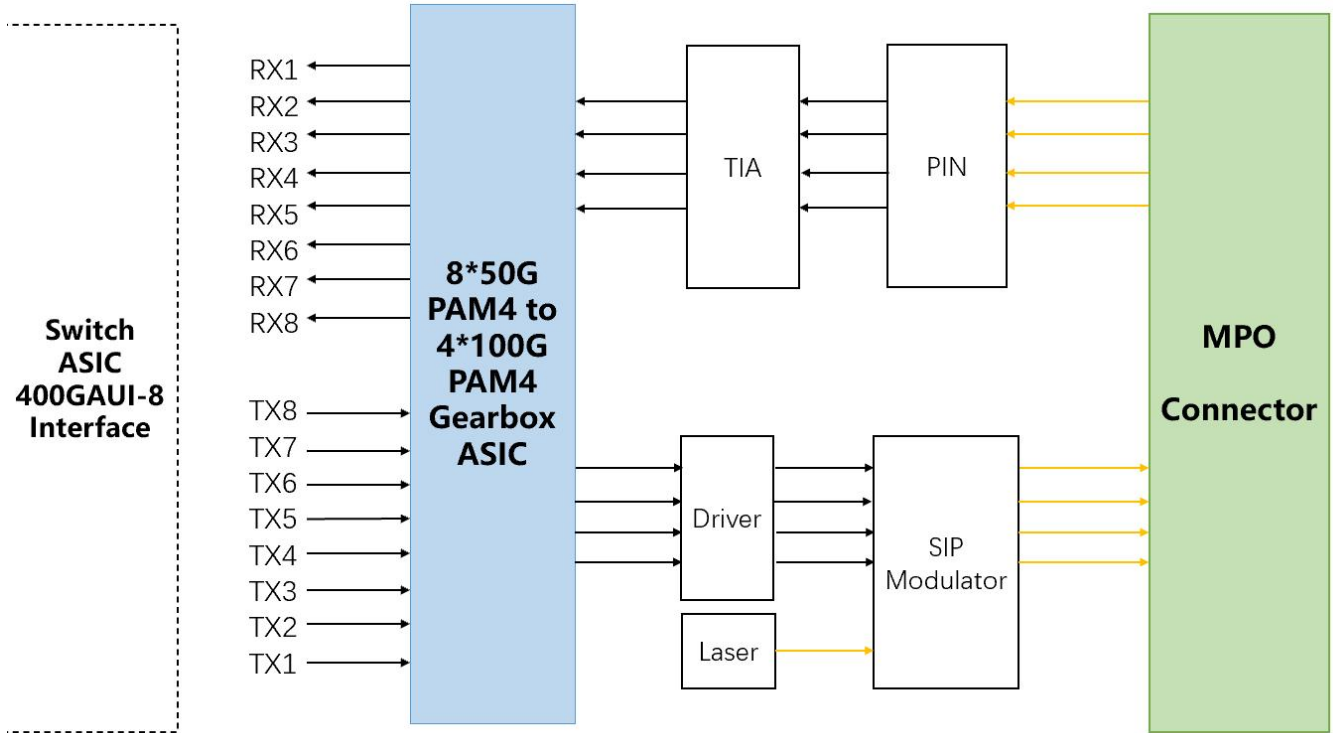 Switch
ASIC
400GAUI-8
Interface
RX1
RX2
RX3
RX4
RX5
RX6
RX7
RX8
TX8
TX7
TX6
TX5
TX4
TX3
TX2
TX1
8*50G
PAM4 to
4*100G
PAM4
Gearbox
ASIC
TIA
PIN
Driver
Laser
SIP
Modulator
MPO
Connector